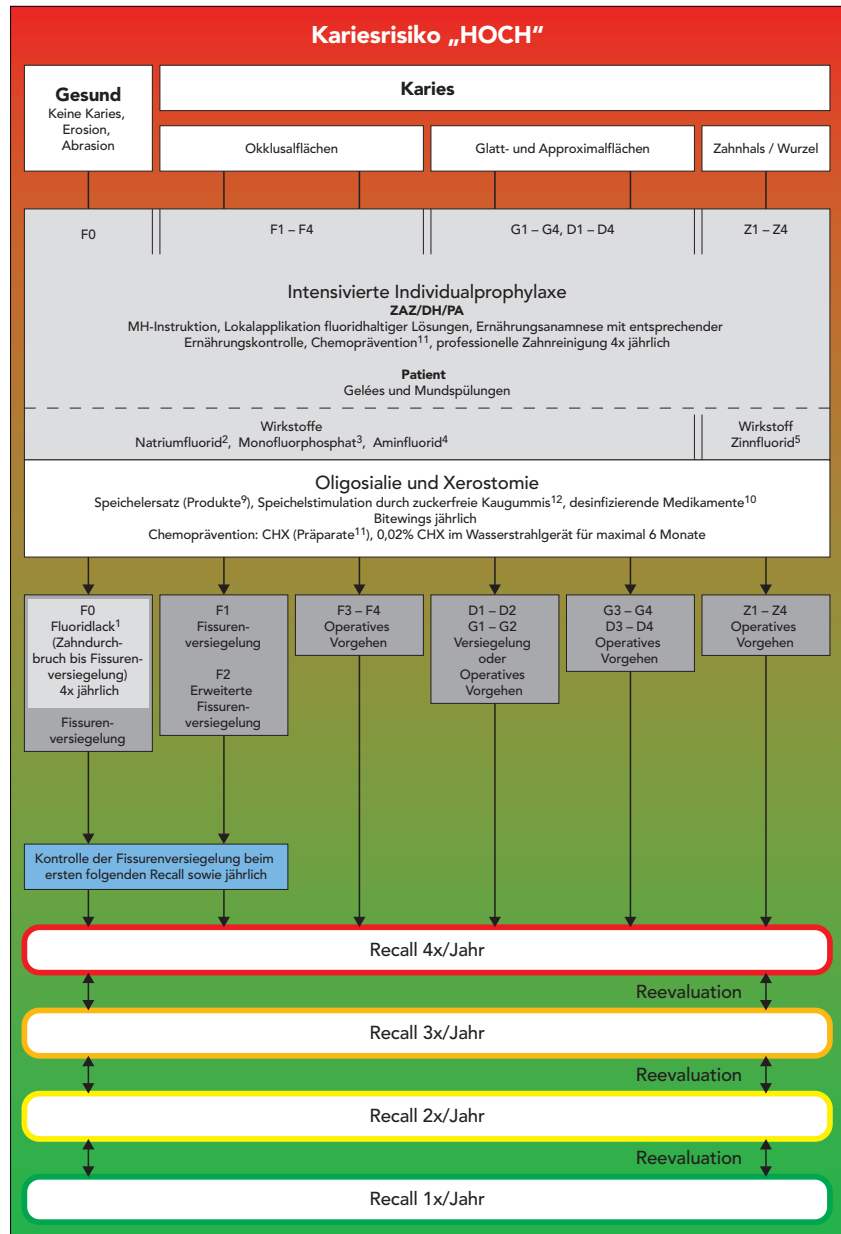 Kariesrisiko „HOCH“
Gesund
Keine Karies,
Erosion,
Abrasion
Karies
Okklusalflächen
Glatt- und Approximalflächen
Zahnhals / Wurzel
F0
F1 – F4
G1 – G4, D1 – D4
Z1 – Z4
Intensivierte Individualprophylaxe
ZAZ/DH/PA
MH-Instruktion, Lokalapplikation fluoridhaltiger Lösungen, Ernährungsanamnese mit entsprechender
Ernährungskontrolle, Chemoprävention¹¹, professionelle Zahnreinigung 4x jährlich
Patient
Gelées und Mundspülungen
Wirkstoffe
Natriumfluorid², Monofluorphosphat³, Aminfluorid⁴
Wirkstoff
Zinnfluorid⁵
Oligosialie und Xerostomie
Speichelersatz (Produkte⁹), Speichelstimulation durch zuckerfreie Kaugummis¹², desinfizierende Medikamente¹⁰
Bitewings jährlich
Chemoprävention: CHX (Präparate¹¹), 0,02% CHX im Wasserstrahlgerät für maximal 6 Monate
F0
Fluoridlack¹
(Zahndurch-
bruch bis Fissuren-
versiegelung)
4x jährlich
Fissuren-
versiegelung
F1
Fissuren-
versiegelung
F2
Erweiterte
Fissuren-
versiegelung
F3 – F4
Operatives
Vorgehen
D1 – D2
G1 – G2
Versiegelung
oder
Operatives
Vorgehen
G3 – G4
D3 – D4
Operatives
Vorgehen
Z1 – Z4
Operatives
Vorgehen
Kontrolle der Fissurenversiegelung beim
ersten folgenden Recall sowie jährlich
Recall 4x/Jahr
Reevaluation
Recall 3x/Jahr
Reevaluation
Recall 2x/Jahr
Reevaluation
Recall 1x/Jahr